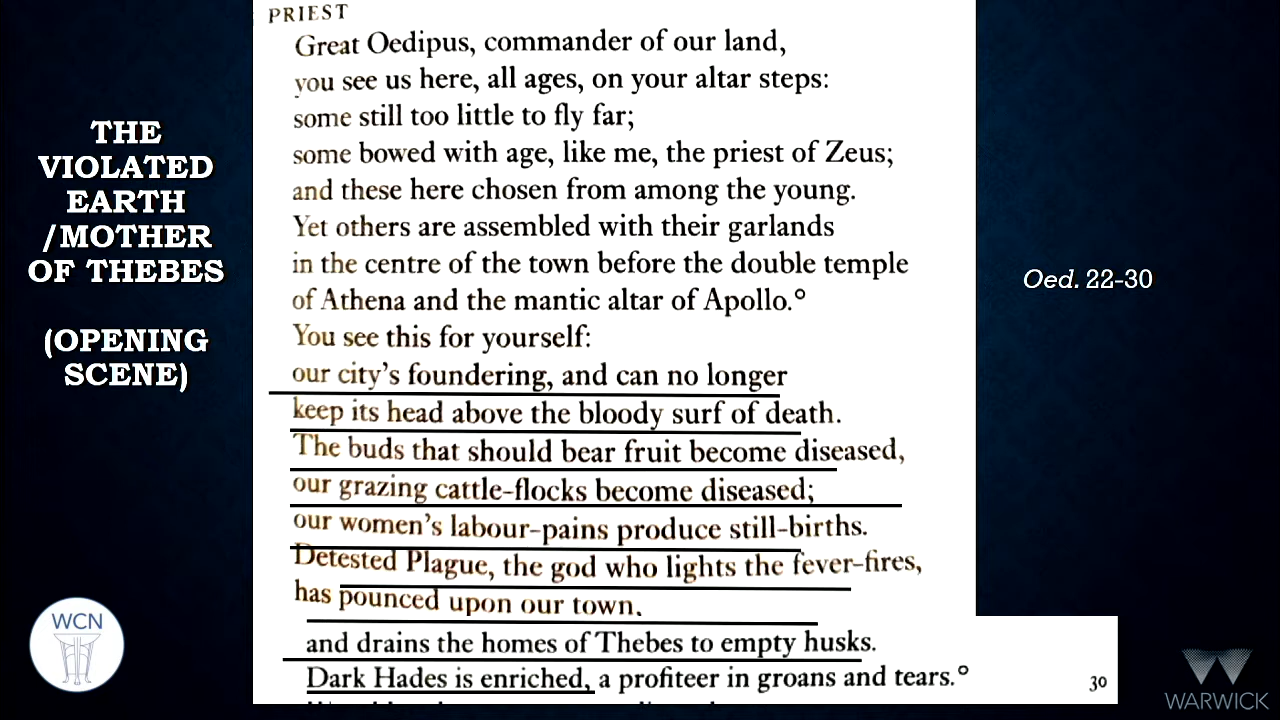 THE
VIOLATED
EARTH
/MOTHER
OF THEBES
(OPENING
SCENE)
PRIEST
Great Oedipus, commander of our land,
you see us here, all ages, on your altar steps:
some still too little to fly far;
some bowed with age, like me, the priest of Zeus;
and these here chosen from among the young.
Yet others are assembled with their garlands
in the centre of the town before the double temple
of Athena and the mantic altar of Apollo.°
You see this for yourself:
our city's foundering, and can no longer
keep its head above the bloody surf of death.
The buds that should bear fruit become diseased,
our grazing cattle-flocks become diseased;
our women's labour-pains produce still-births.
Detested Plague, the god who lights the fever-fires,
has pounced upon our town.
and drains the homes of Thebes to empty husks.
Dark Hades is enriched, a profiteer in groans and tears.° 30
Oed. 22-30
WCN
WARWICK